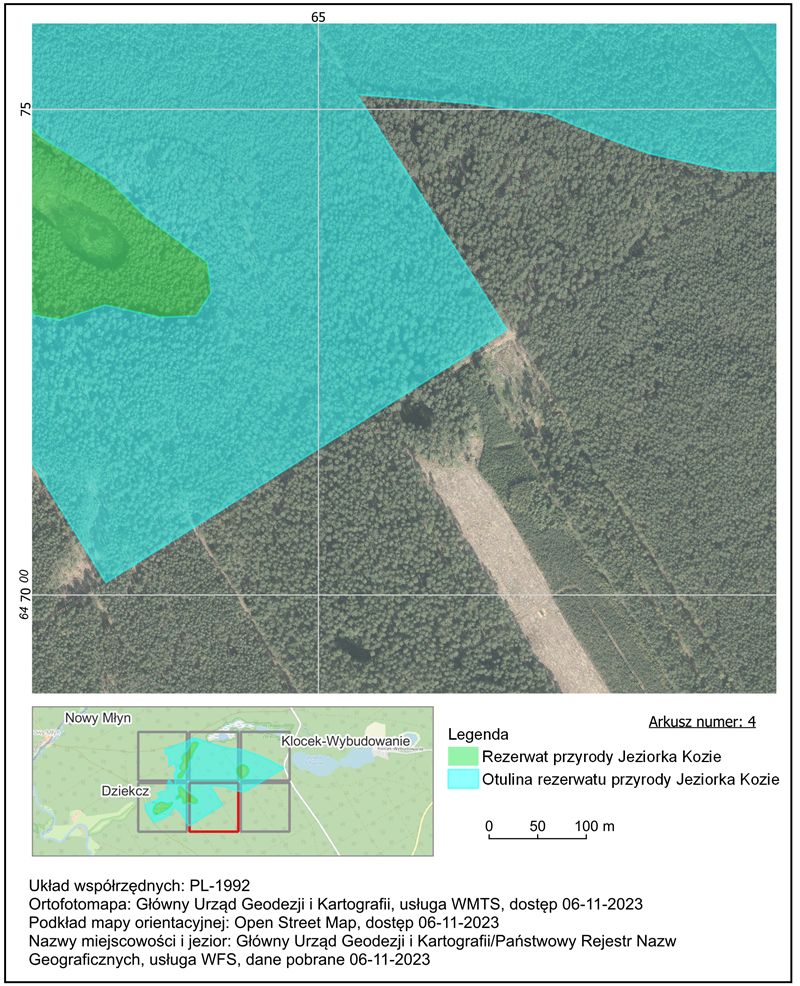 65
75
64 70 00
Nowy Młyn
Klocek-Wybudowanie
Dziekcz
Arkusz numer: 4
Legenda
Rezerwat przyrody Jeziorka Kozie
Otulina rezerwatu przyrody Jeziorka Kozie
0 50 100 m
Układ współrzędnych: PL-1992
Ortofotomapa: Główny Urząd Geodezji i Kartografii, usługa WMTS, dostęp 06-11-2023
Podkład mapy orientacyjnej: Open Street Map, dostęp 06-11-2023
Nazwy miejscowości i jezior: Główny Urząd Geodezji i Kartografii/Państwowy Rejestr Nazw
Geograficznych, usługa WFS, dane pobrane 06-11-2023